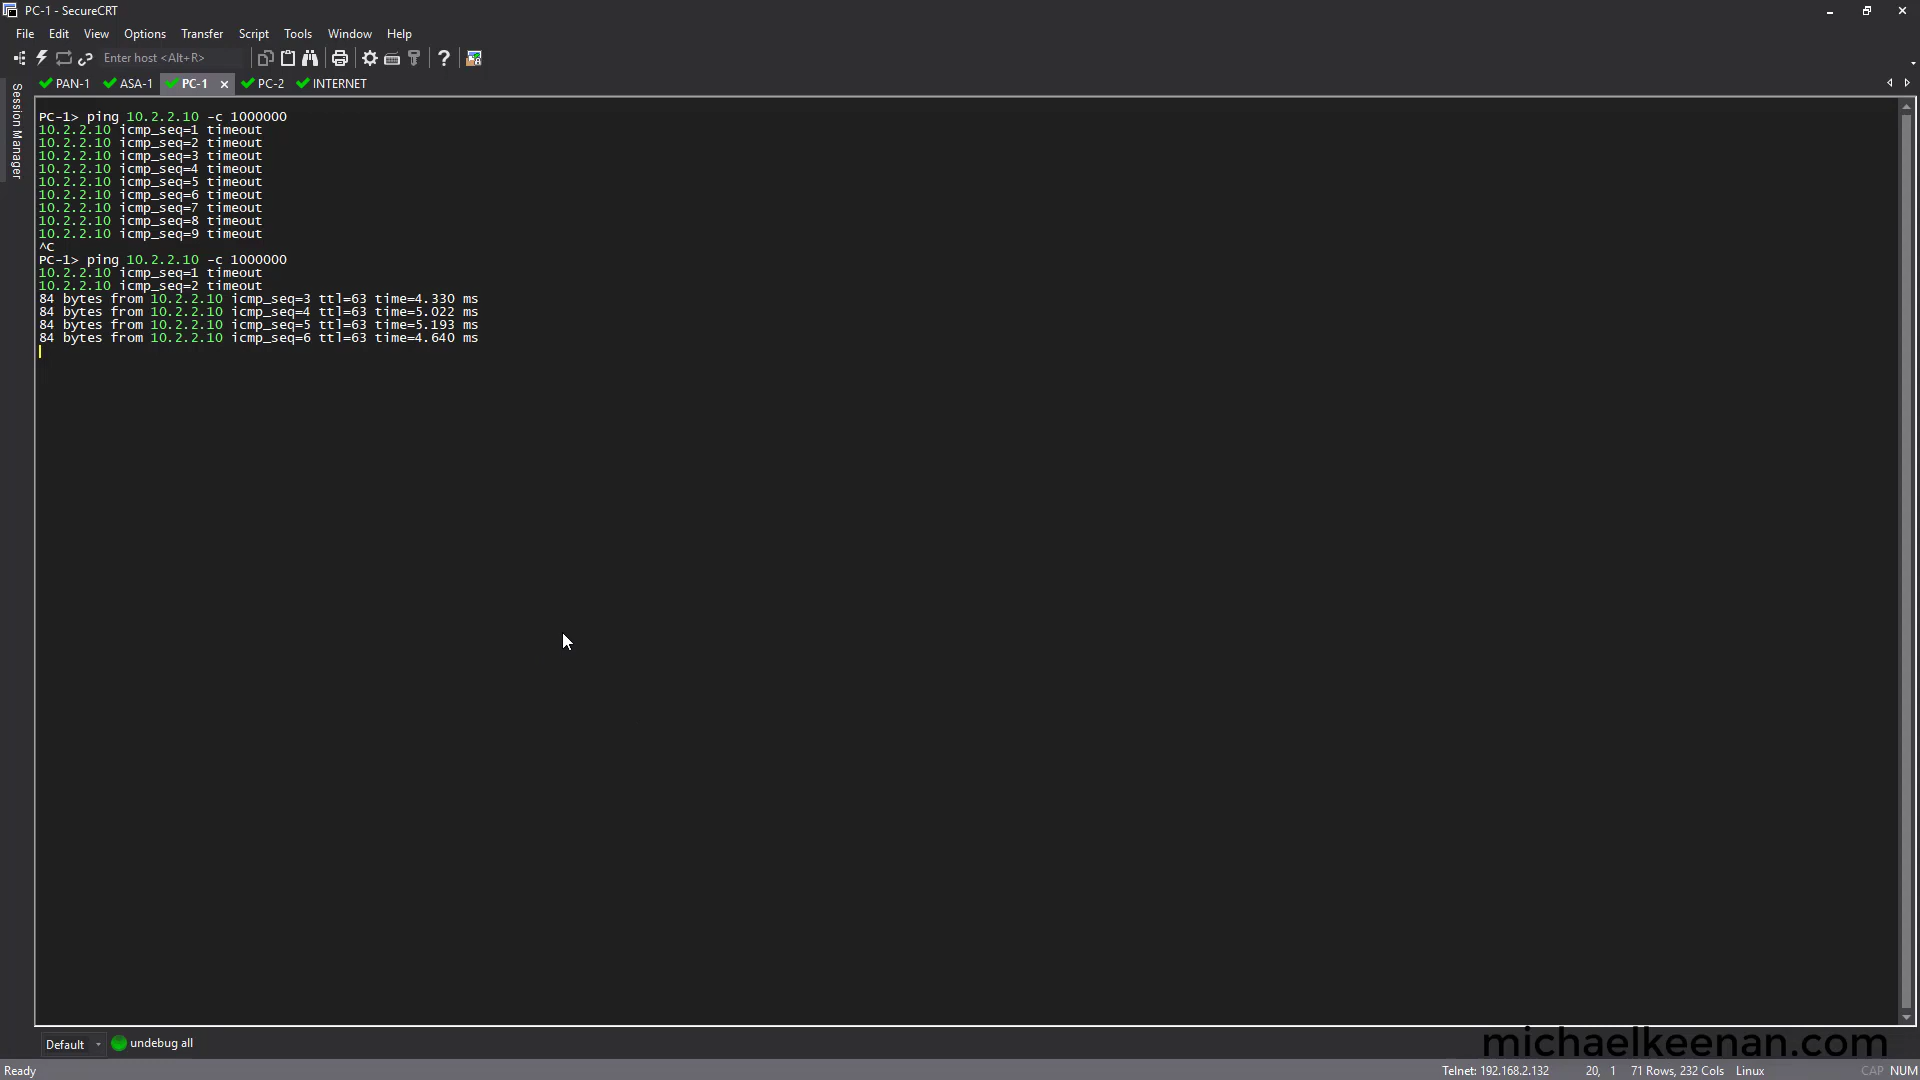 PC-1 - SecureCRT
File Edit View Options Transfer Script Tools Window Help
Enter host <Alt+R>
PAN-1 ASA-1 PC-1 PC-2 INTERNET
Session Manager
PC-1> ping 10.2.2.10 -c 1000000
10.2.2.10 icmp_seq=1 timeout
10.2.2.10 icmp_seq=2 timeout
10.2.2.10 icmp_seq=3 timeout
10.2.2.10 icmp_seq=4 timeout
10.2.2.10 icmp_seq=5 timeout
10.2.2.10 icmp_seq=6 timeout
10.2.2.10 icmp_seq=7 timeout
10.2.2.10 icmp_seq=8 timeout
10.2.2.10 icmp_seq=9 timeout
^C
PC-1> ping 10.2.2.10 -c 1000000
10.2.2.10 icmp_seq=1 timeout
10.2.2.10 icmp_seq=2 timeout
84 bytes from 10.2.2.10 icmp_seq=3 ttl=63 time=4.330 ms
84 bytes from 10.2.2.10 icmp_seq=4 ttl=63 time=5.022 ms
84 bytes from 10.2.2.10 icmp_seq=5 ttl=63 time=5.193 ms
84 bytes from 10.2.2.10 icmp_seq=6 ttl=63 time=4.640 ms
Default undebug all
michaelkeenan.com
Ready Telnet: 192.168.2.132 20, 1 71 Rows, 232 Cols Linux CAP NUM